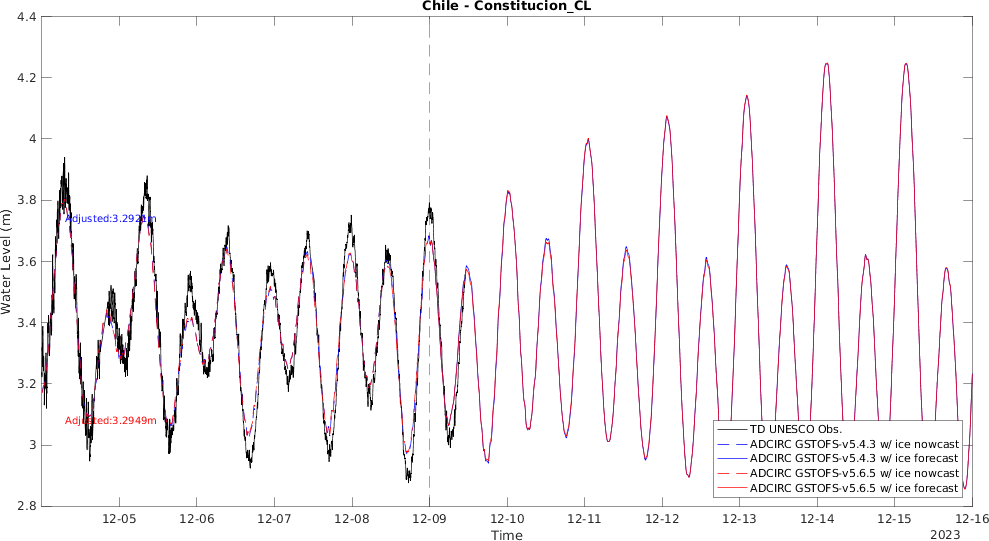 Chile - Constitucion_CL
4.4
4.2
4
3.8
3.6
3.4
3.2
3
2.8
Water Level (m)
Adjusted:3.2921m
Adjusted:3.2949m
TD UNESCO Obs.
ADCIRC GSTOFS-v5.4.3 w/ ice nowcast
ADCIRC GSTOFS-v5.4.3 w/ ice forecast
ADCIRC GSTOFS-v5.6.5 w/ ice nowcast
ADCIRC GSTOFS-v5.6.5 w/ ice forecast
12-05 12-06 12-07 12-08 12-09 12-10 12-11 12-12 12-13 12-14 12-15 12-16
Time
2023